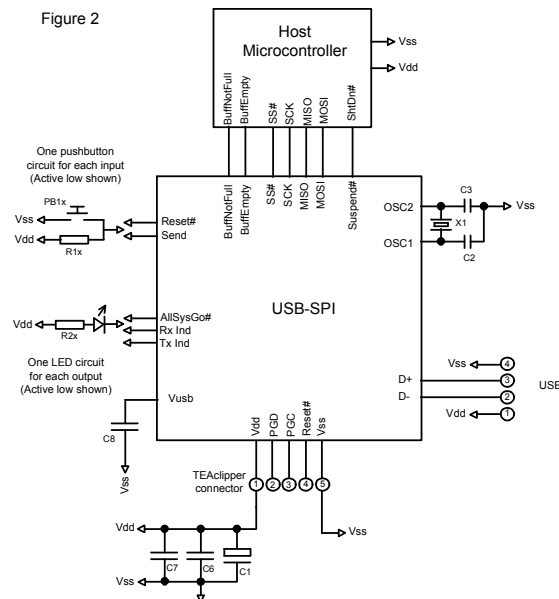 Figure 2
Host
Microcontroller
Vss
Vdd
BuffNotFull
BuffEmpty
SS#
SCK
MISO
MOSI
ShtDn#
One pushbutton
circuit for each input
(Active low shown)
PB1x
Vss
Vdd
R1x
Reset#
Send
BuffNotFull
BuffEmpty
SS#
SCK
MISO
MOSI
Suspend#
OSC2
OSC1
C3
X1
C2
Vss
USB-SPI
Vdd
R2x
AllSysGo#
Rx Ind
Tx Ind
One LED circuit
for each output
(Active low shown)
Vusb
C8
Vss
D+
D-
Vss
Vdd
4
3
2
1
USB
Vdd
PGD
PGC
Reset#
Vss
TEAclipper
connector
1
2
3
4
5
Vss
Vdd
Vss
C7
C6
C1